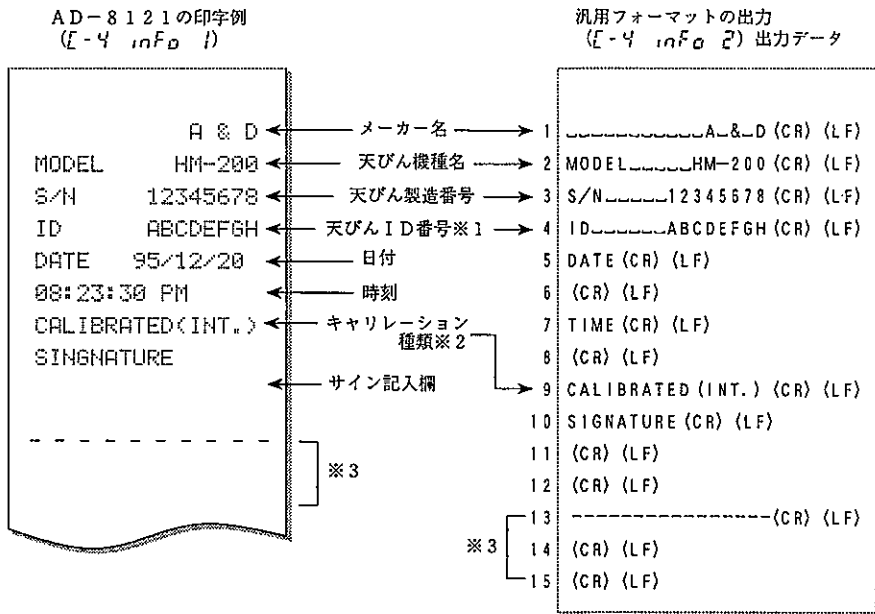 AD-8121の印字例
(C-4 inFo 1)
A & D
MODEL HM-200
S/N 12345678
ID ABCDEFGH
DATE 95/12/20
08:23:30 PM
CALIBRATED(INT.)
SINGNATURE
- - - - - - - - - - - - -
※3
メーカー名
天びん機種名
天びん製造番号
天びんID番号※1
日付
時刻
キャリレーション
種類※2
サイン記入欄
汎用フォーマットの出力
(C-4 inFo 2) 出力データ
1 ␣␣␣␣␣␣␣␣␣␣␣A␣&␣D(CR)(LF)
2 MODEL␣␣␣␣␣HM-200(CR)(LF)
3 S/N␣␣␣␣␣12345678(CR)(LF)
4 ID␣␣␣␣␣␣ABCDEFGH(CR)(LF)
5 DATE(CR)(LF)
6 (CR)(LF)
7 TIME(CR)(LF)
8 (CR)(LF)
9 CALIBRATED(INT.)(CR)(LF)
10 SIGNATURE(CR)(LF)
11 (CR)(LF)
12 (CR)(LF)
13 ----------------(CR)(LF)
※3
14 (CR)(LF)
15 (CR)(LF)